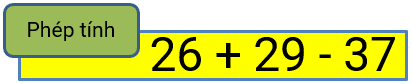 Phép tính
26 + 29 - 37